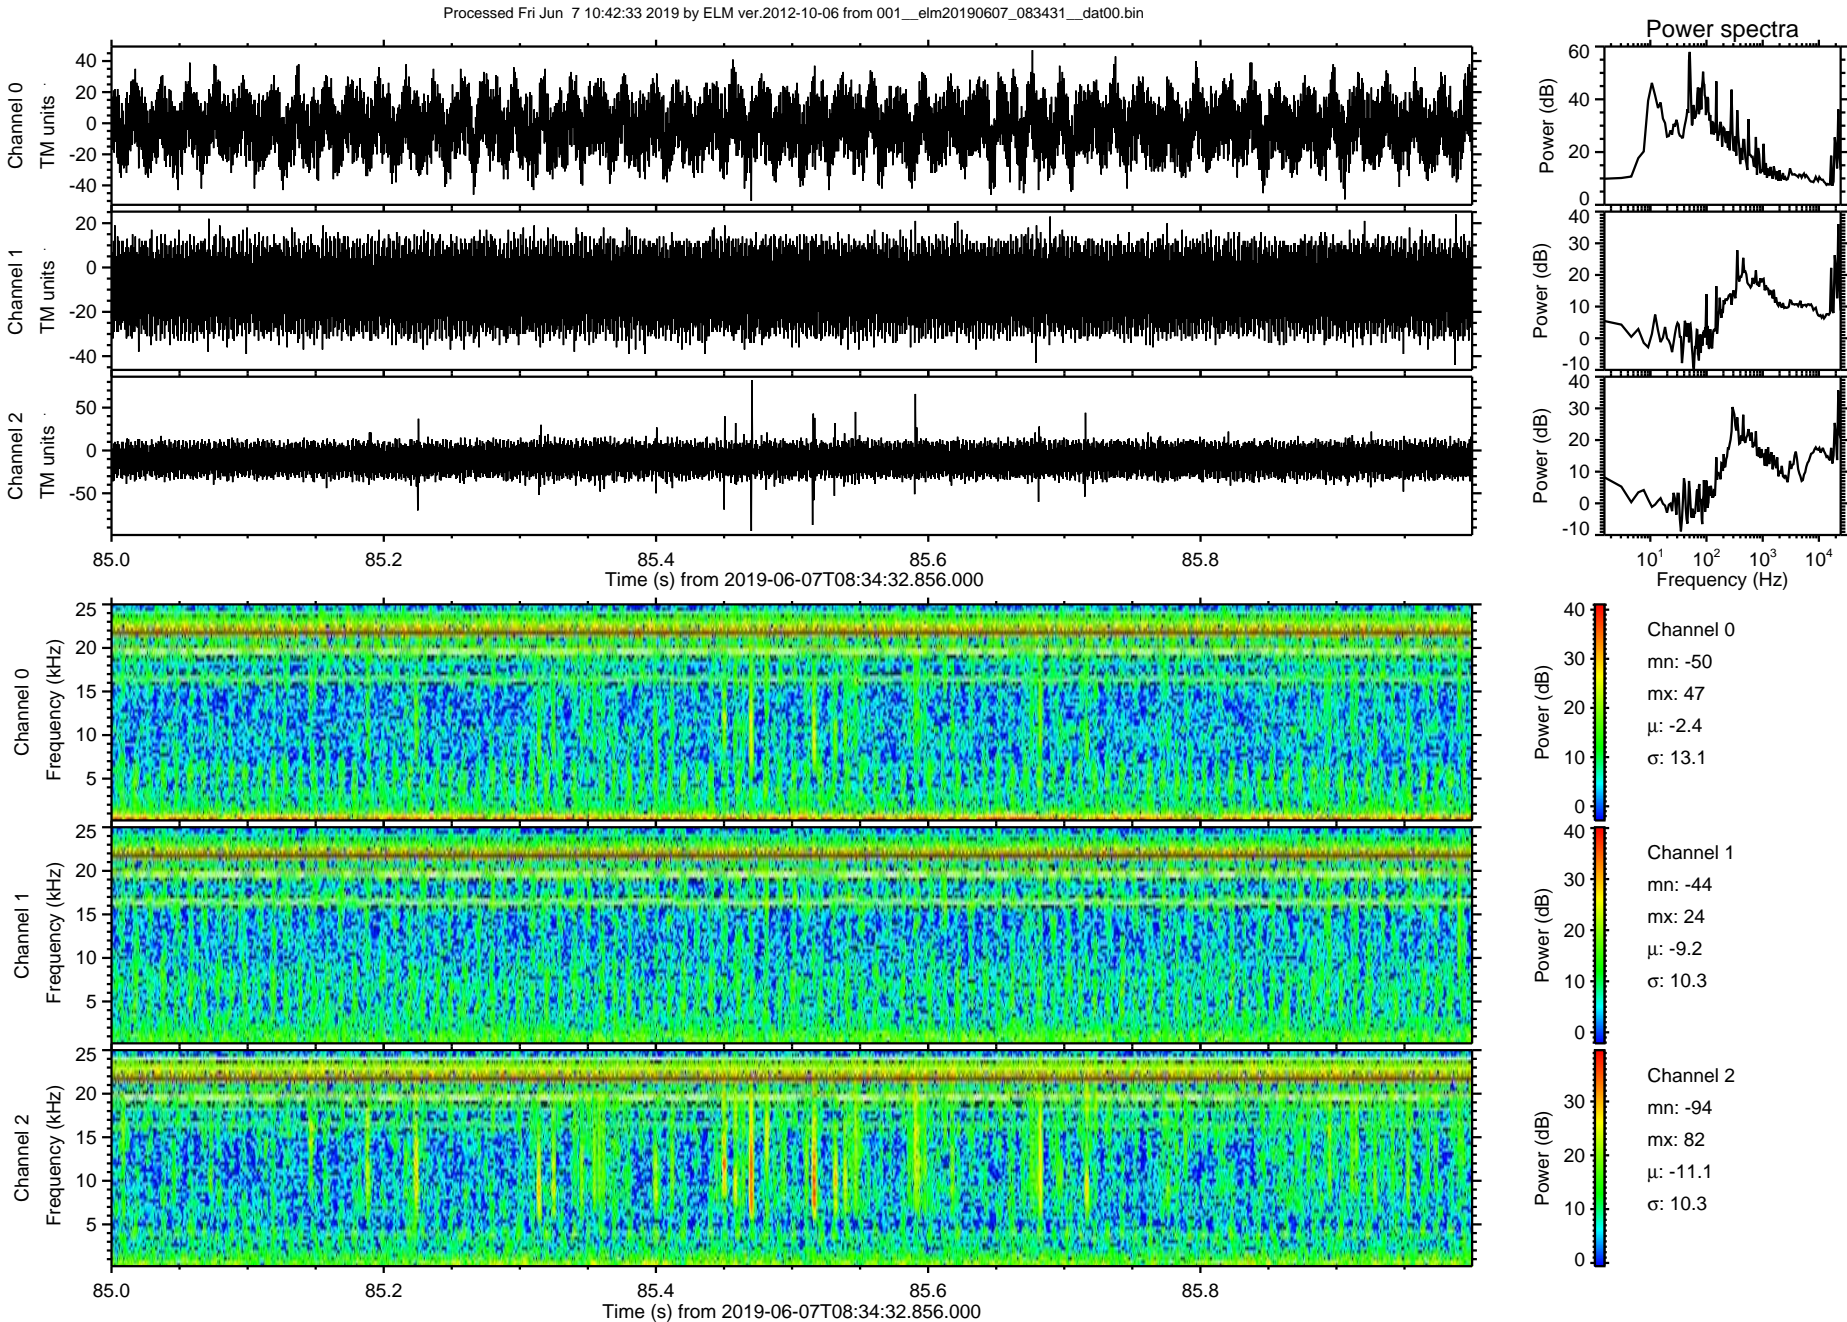 Processed Fri Jun 7 10:42:33 2019 by ELM ver.2012-10-06 from 001__elm20190607_083431__dat00.bin
Power spectra
Channel 0
TM units
40
20
0
-20
-40
Power (dB)
60
40
20
0
Channel 1
TM units
20
0
-20
-40
Power (dB)
40
30
20
10
0
-10
Channel 2
TM units
50
0
-50
Power (dB)
40
30
20
10
0
-10
85.0 85.2 85.4 85.6 85.8
Time (s) from 2019-06-07T08:34:32.856.000
10^1 10^2 10^3 10^4
Frequency (Hz)
Channel 0
Frequency (kHz)
25
20
15
10
5
Power (dB)
40
30
20
10
0
Channel 0
mn: -50
mx: 47
µ: -2.4
σ: 13.1
Channel 1
Frequency (kHz)
25
20
15
10
5
Power (dB)
40
30
20
10
0
Channel 1
mn: -44
mx: 24
µ: -9.2
σ: 10.3
Channel 2
Frequency (kHz)
25
20
15
10
5
Power (dB)
30
20
10
0
Channel 2
mn: -94
mx: 82
µ: -11.1
σ: 10.3
85.0 85.2 85.4 85.6 85.8
Time (s) from 2019-06-07T08:34:32.856.000